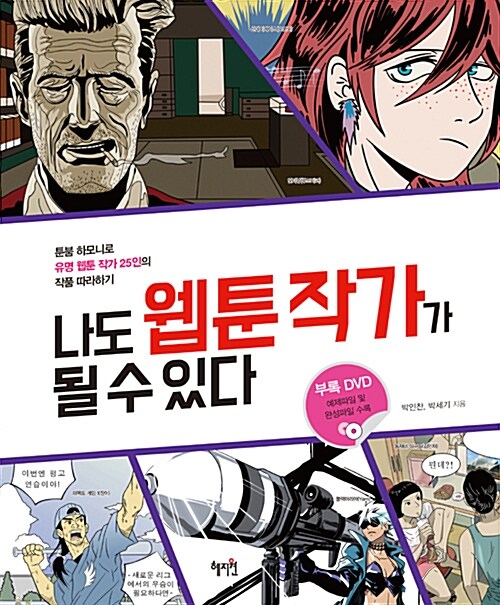 툰붐 하모니로
유명 웹툰 작가 25인의
작품 따라하기
나도 웹툰 작가가
될 수 있다
부록 DVD
예제파일 및
완성파일 수록
박인찬, 박세기 지음
이번엔 광고
연습이야!
뭔데?!
혜지원
- 새로운 리그
에서의 우승이
필요하다면-